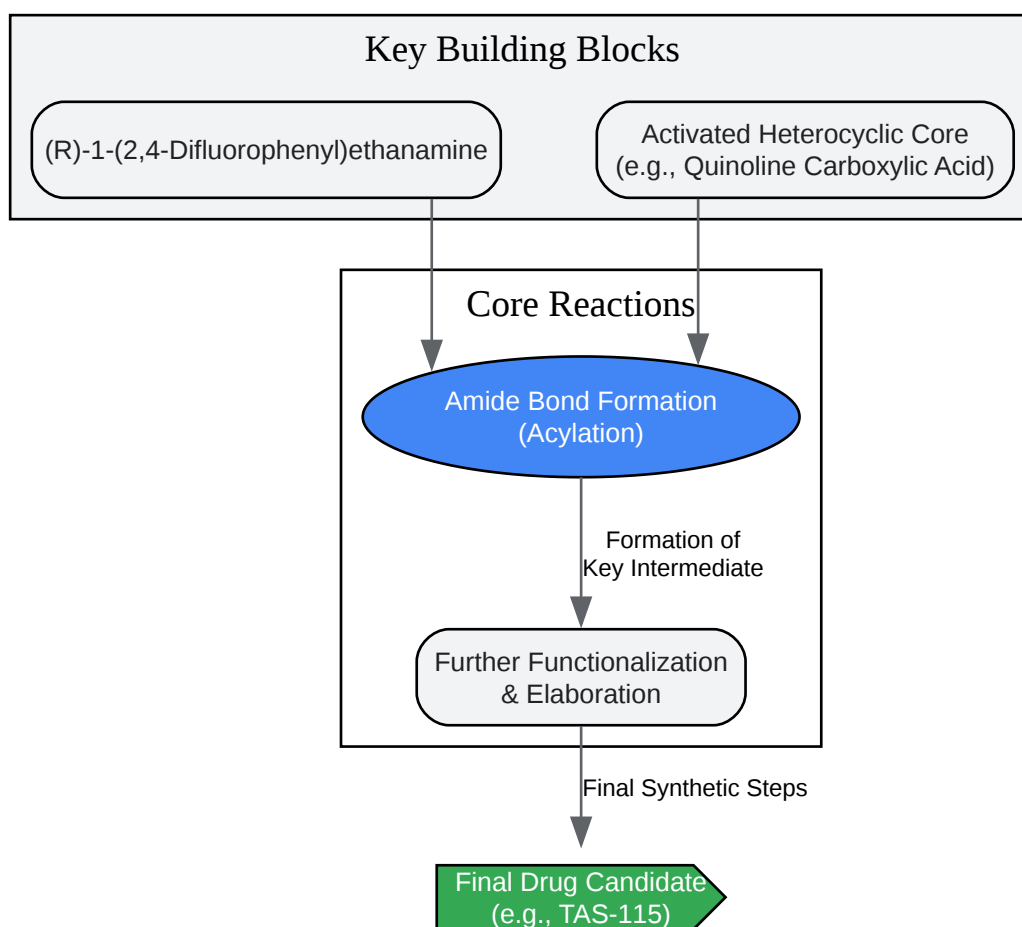 Key Building Blocks
(R)-1-(2,4-Difluorophenyl)ethanamine
Activated Heterocyclic Core
(e.g., Quinoline Carboxylic Acid)
Core Reactions
Amide Bond Formation
(Acylation)
Formation of
Key Intermediate
Further Functionalization
& Elaboration
Final Synthetic Steps
Final Drug Candidate
(e.g., TAS-115)